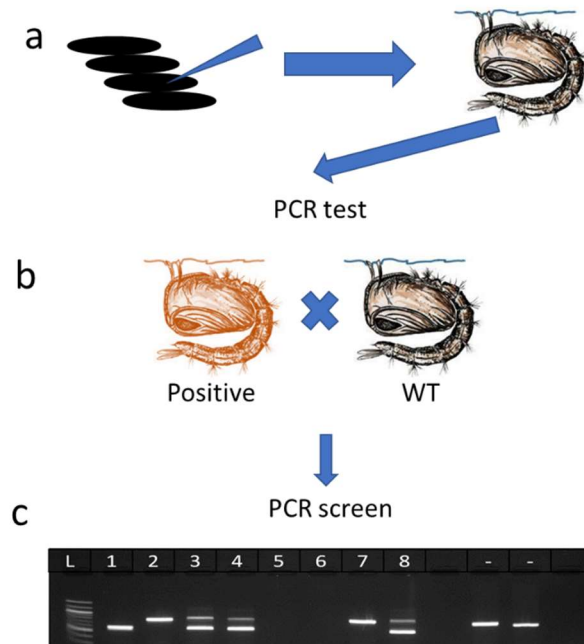 a
PCR test
b
Positive WT
PCR screen
c
L 1 2 3 4 5 6 7 8 - -